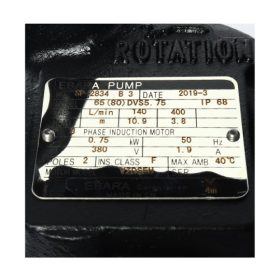 ROTATION
EBARA PUMP
2834 B 3 DATE 2019-3
65(80)DVS5.75 IP 68
L/min 140 400
m 10.9 3.8
PHASE INDUCTION MOTOR
0.75 kW 50 Hz
380 V 1.9 A
POLES 2 INS.CLASS F MAX AMB 40°C
EBARA